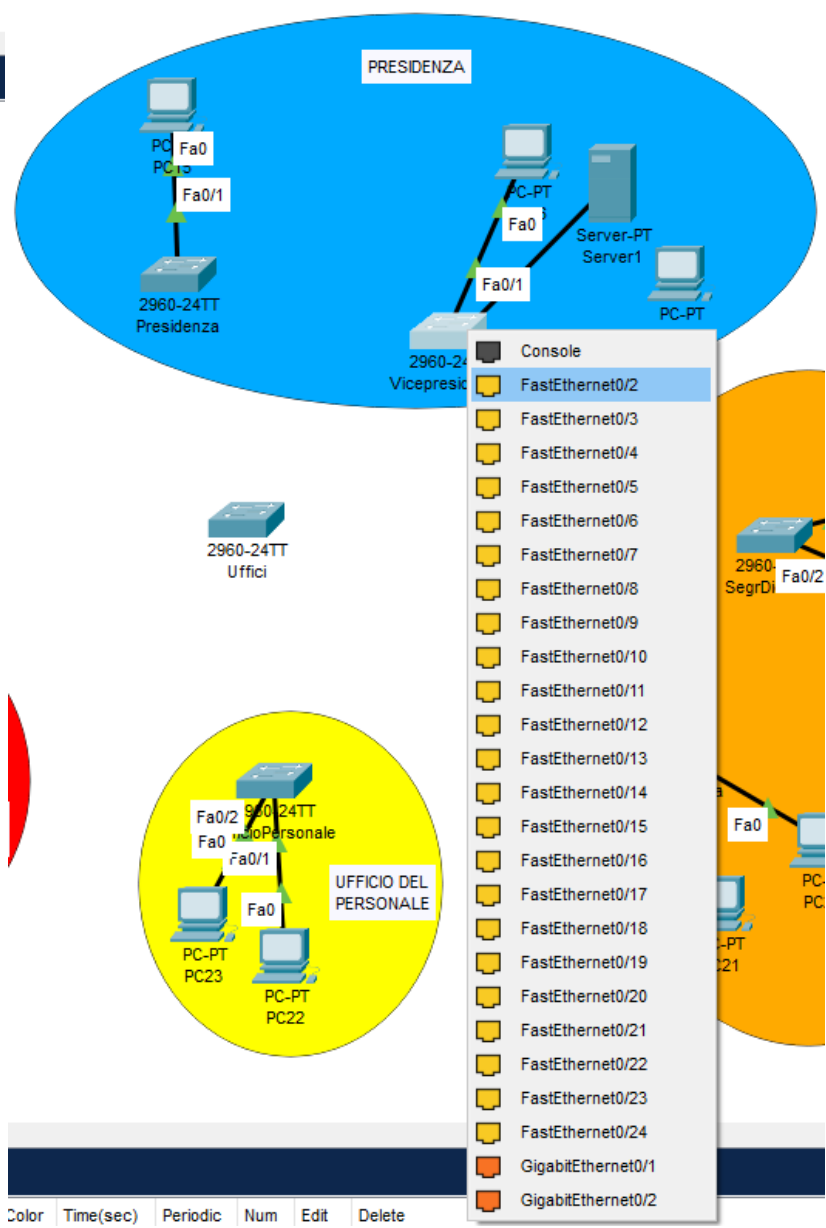 PRESIDENZA
Fa0
Fa0/1
2960-24TT
Presidenza
PC-PT
Fa0
Fa0/1
Server-PT
Server1
PC-PT
Console
FastEthernet0/2
FastEthernet0/3
FastEthernet0/4
FastEthernet0/5
FastEthernet0/6
FastEthernet0/7
FastEthernet0/8
FastEthernet0/9
FastEthernet0/10
FastEthernet0/11
FastEthernet0/12
FastEthernet0/13
FastEthernet0/14
FastEthernet0/15
FastEthernet0/16
FastEthernet0/17
FastEthernet0/18
FastEthernet0/19
FastEthernet0/20
FastEthernet0/21
FastEthernet0/22
FastEthernet0/23
FastEthernet0/24
GigabitEthernet0/1
GigabitEthernet0/2
2960-24TT
Uffici
Fa0/2
Fa0/2
Fa0
Fa0/1
Fa0
UFFICIO DEL
PERSONALE
PC-PT
PC23
PC-PT
PC22
Fa0
Color Time(sec) Periodic Num Edit Delete